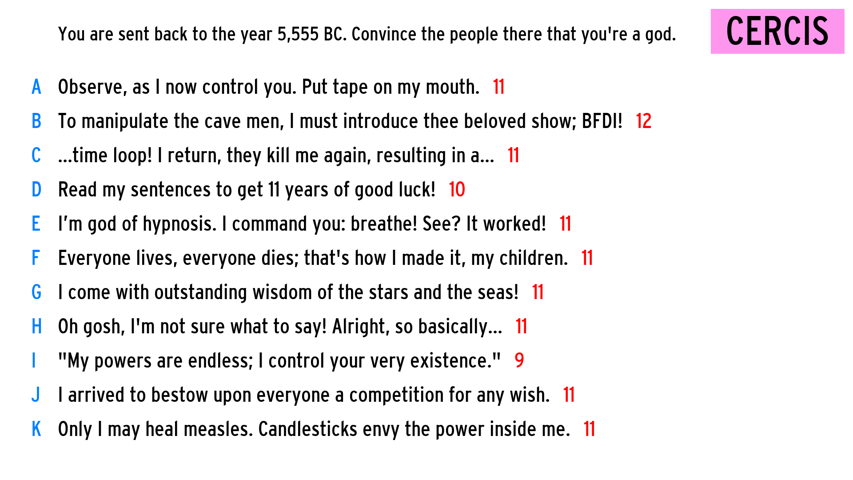 You are sent back to the year 5,555 BC. Convince the people there that you're a god.
CERCIS
A Observe, as I now control you. Put tape on my mouth. 11
B To manipulate the cave men, I must introduce thee beloved show; BFDI! 12
C ...time loop! I return, they kill me again, resulting in a... 11
D Read my sentences to get 11 years of good luck! 10
E I’m god of hypnosis. I command you: breathe! See? It worked! 11
F Everyone lives, everyone dies; that's how I made it, my children. 11
G I come with outstanding wisdom of the stars and the seas! 11
H Oh gosh, I'm not sure what to say! Alright, so basically... 11
I "My powers are endless; I control your very existence." 9
J I arrived to bestow upon everyone a competition for any wish. 11
K Only I may heal measles. Candlesticks envy the power inside me. 11